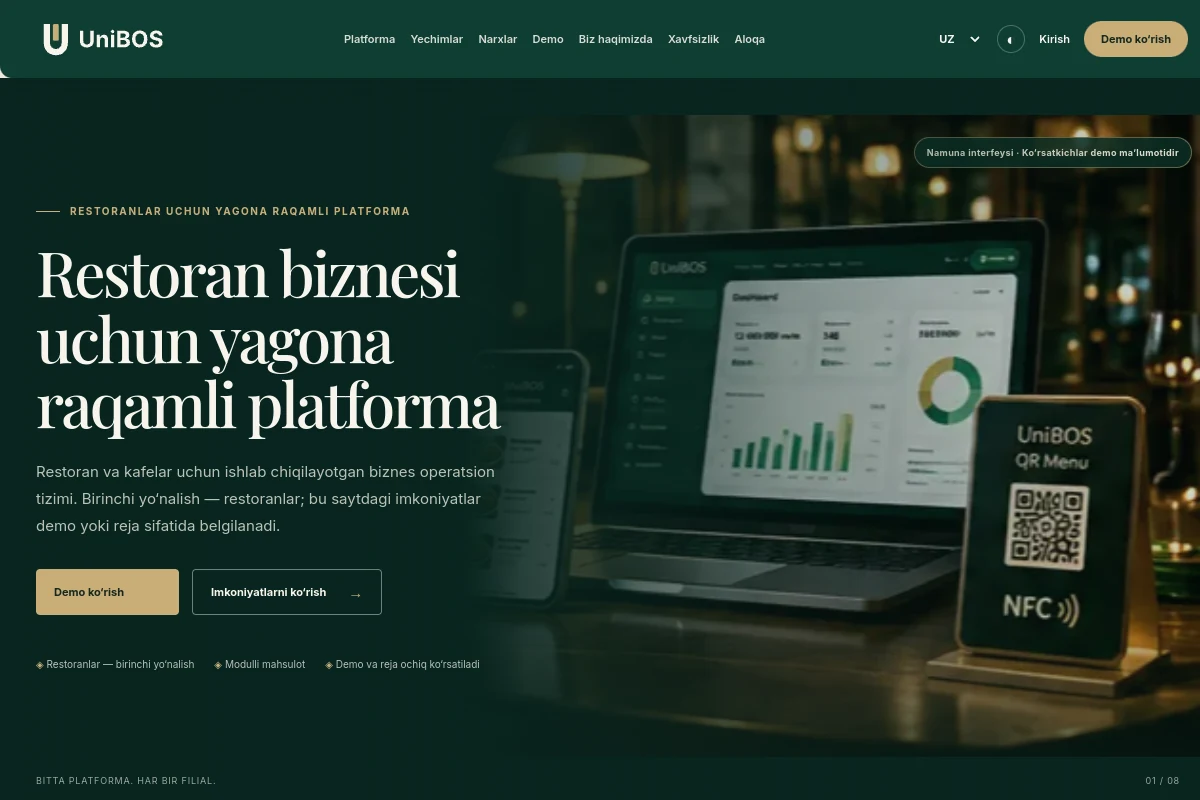 UniBOS
Platforma Yechimlar Narxlar Demo Biz haqimizda Xavfsizlik Aloqa
UZ
Kirish
Demo ko‘rish
Namuna interfeysi · Ko‘rsatkichlar demo ma’lumotidir
RESTORANLAR UCHUN YAGONA RAQAMLI PLATFORMA
Restoran biznesi
uchun yagona
raqamli platforma
Restoran va kafelar uchun ishlab chiqilayotgan biznes operatsion
tizimi. Birinchi yo‘nalish — restoranlar; bu saytdagi imkoniyatlar
demo yoki reja sifatida belgilanadi.
Demo ko‘rish
Imkoniyatlarni ko‘rish →
◈ Restoranlar — birinchi yo‘nalish ◈ Modulli mahsulot ◈ Demo va reja ochiq ko‘rsatiladi
UniBOS
Dashboard
UniBOS
UniBOS
QR Menu
NFC
BITTA PLATFORMA. HAR BIR FILIAL.
01 / 08